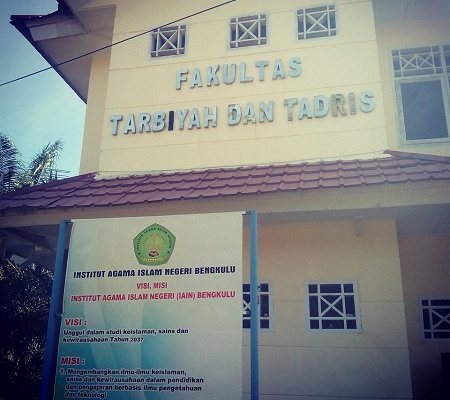 FAKULTAS
TARBIYAH DAN TADRIS
INSTITUT AGAMA ISLAM NEGERI BENGKULU
VISI, MISI
INSTITUT AGAMA ISLAM NEGERI (IAIN) BENGKULU
VISI :
Unggul dalam studi keislaman, sains dan
kewirausahaan Tahun 2037
MISI :
1. Mengembangkan ilmu-ilmu keislaman,
sains dan kewirausahaan dalam pendidikan
dan pengajaran berbasis ilmu pengetahuan
dan teknologi